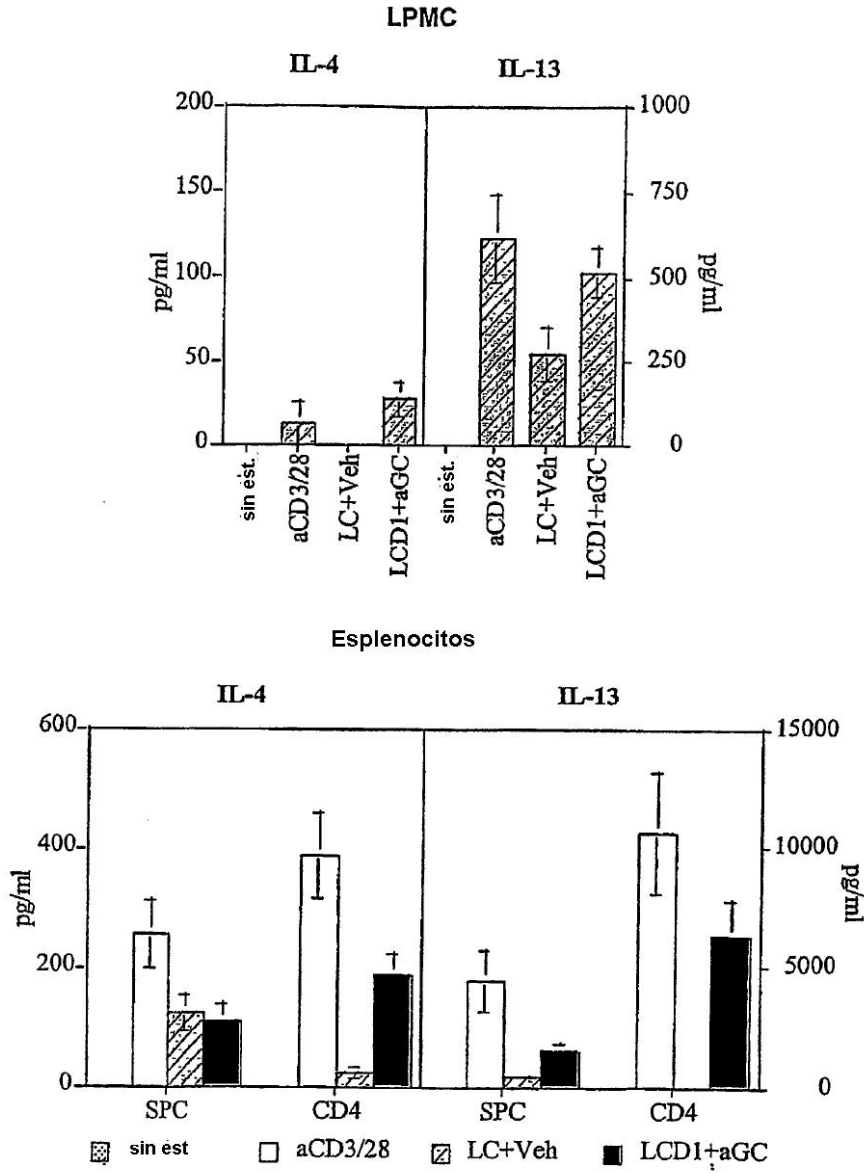 LPMC
IL-4 IL-13
200 1000
150 750
100 500
50 250
0 0
pg/ml pg/ml
sin est. aCD3/28 LC+Veh LCD1+aGC sin est. aCD3/28 LC+Veh LCD1+aGC
Esplenocitos
IL-4 IL-13
600 15000
400 10000
200 5000
0 0
pg/ml pg/ml
SPC CD4 SPC CD4
sin est aCD3/28 LC+Veh LCD1+aGC